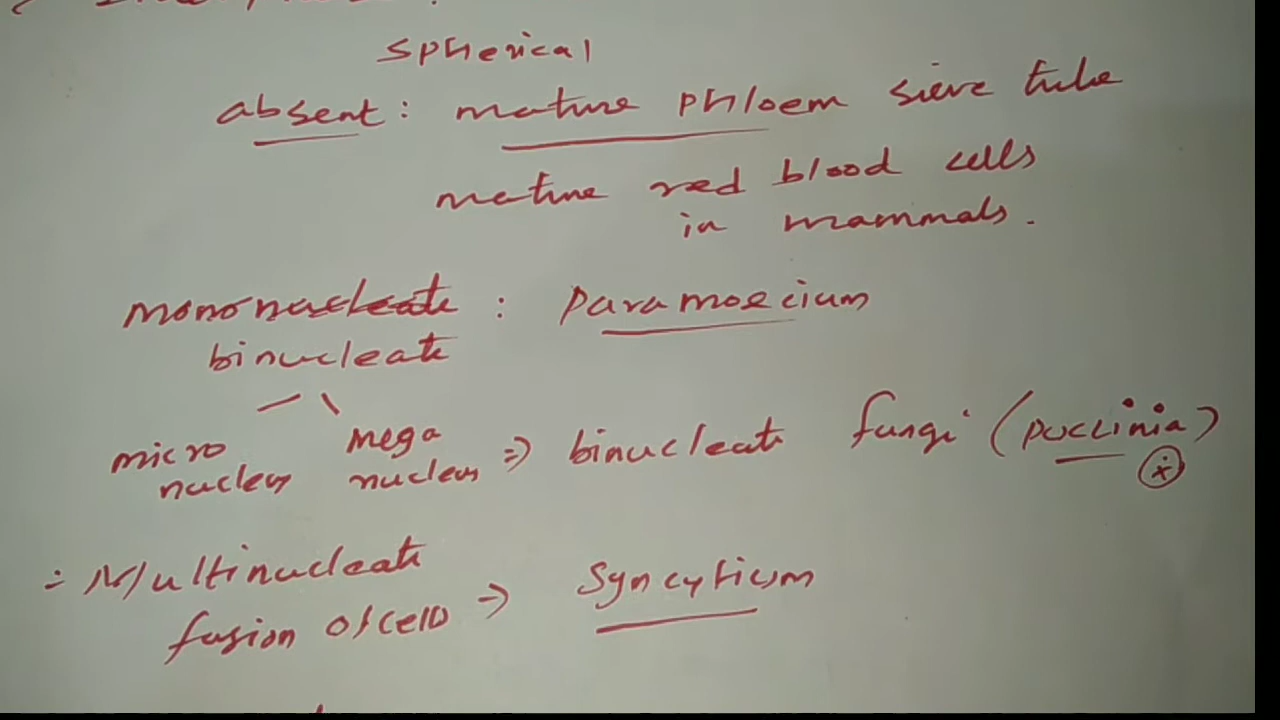 spherical
absent : mature phloem sieve tube
mature red blood cells
in mammals.
mononucleate : paramoecium
binucleate
micro nucleus mega nucleus => binucleate fungi (puccinia)
+
÷ Multinucleate
fusion of cell -> syncytium